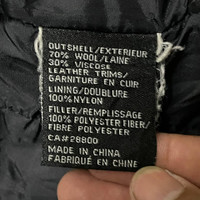 OUTSHELL/EXTERIEUR
70% WOOL/LAINE
30% VISCOSE
LEATHER TRIMS/
GARNITURE EN CUIR
LINING/DOUBLURE
100%NYLON
FILLER/REMPLISSAGE
100% POLYESTER FIBER/
FIBRE POLYESTER
CA#28800
MADE IN CHINA
FABRIQUÉ EN CHINE